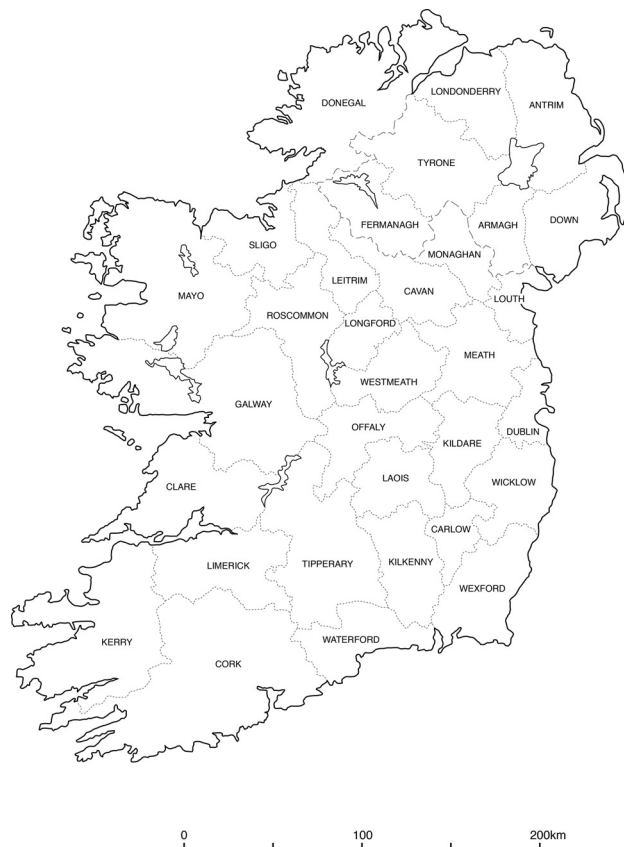 LONDONDERRY
DONEGAL
ANTRIM
TYRONE
FERMANAGH
ARMAGH
DOWN
SLIGO
MONAGHAN
LEITRIM
CAVAN
MAYO
LOUTH
ROSCOMMON
LONGFORD
MEATH
WESTMEATH
GALWAY
OFFALY
DUBLIN
KILDARE
LAOIS
WICKLOW
CLARE
CARLOW
LIMERICK
TIPPERARY
KILKENNY
WEXFORD
WATERFORD
KERRY
CORK
0 100 200km